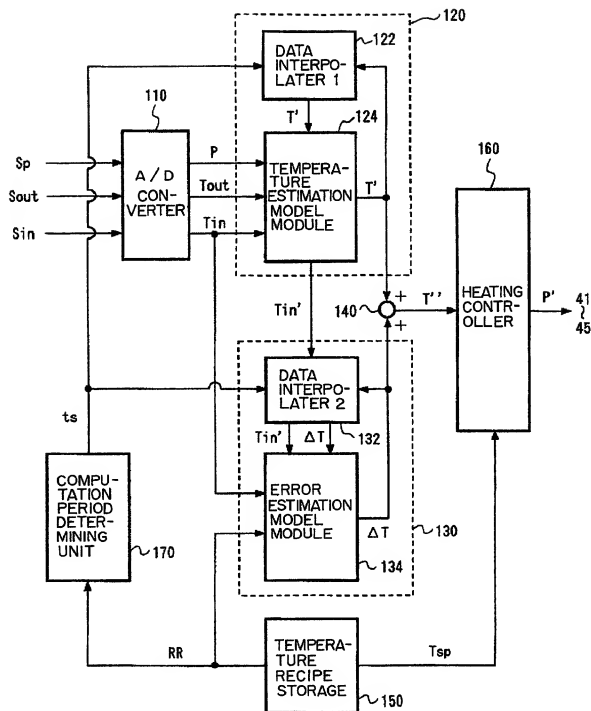 120
122
DATA
INTERPO-
LATER 1
110
T'
124
160
Sp
Sout
Sin
A/D
CON-
VERTER
P
Tout
Tin
TEMPERA-
TURE
ESTIMATION
MODEL
MODULE
T'
Tin'
140
+
+
T''
HEATING
CONTR-
OLLER
P'
41
45
DATA
INTERPO-
LATER 2
132
ts
Tin'
ΔT
COMPU-
TATION
PERIOD
DETER-
MINING
UNIT
170
ERROR
ESTIMATION
MODEL
MODULE
134
ΔT
130
RR
TEMPERA-
TURE
RECIPE
STORAGE
150
Tsp